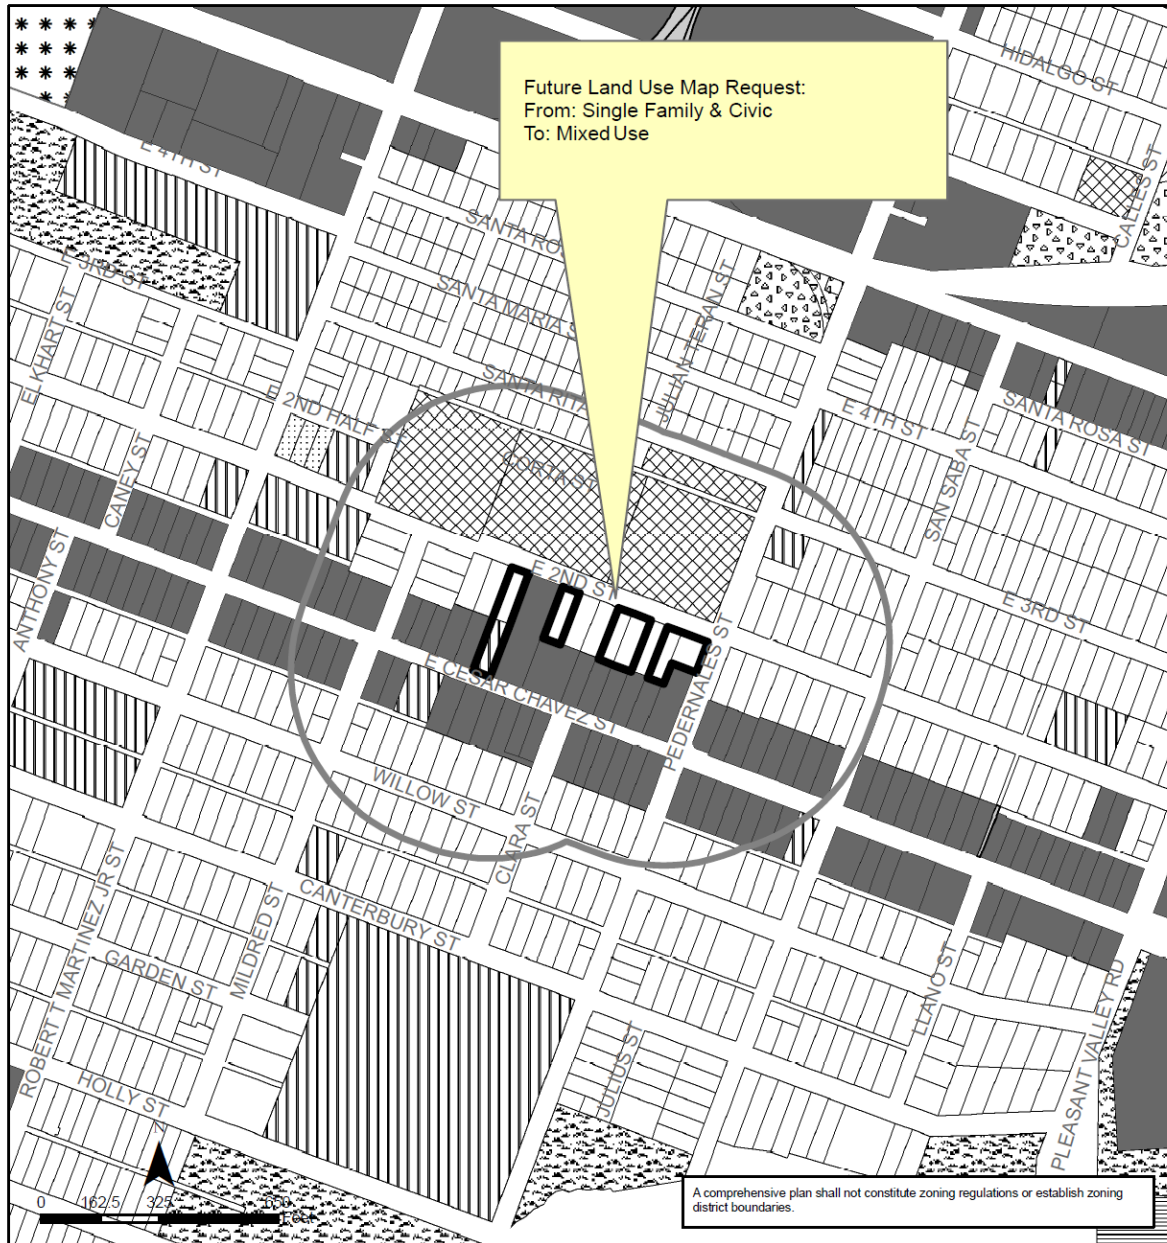 Future Land Use Map Request:
From: Single Family & Civic
To: Mixed Use
HIDALGO ST
E 4TH ST
CALLES ST
SANTA ROS
E 3RD ST
SANTA MARIA S
JULIAN TERAN ST
ELKHART ST
SANTA RITA
E 2ND HALF ST
E 4TH ST
SANTA ROSA ST
CORTA ST
SAN SABA ST
CANEY ST
ANTHONY ST
E 2ND ST
E 3RD ST
E CESAR CHAVEZ ST
PEDERNALES ST
WILLOW ST
CLARA ST
CANTERBURY ST
ROBERT T MARTINEZ JR ST
MILDRED ST
GARDEN ST
LLANO ST
PLEASANT VALLEY RD
JULIUS ST
HOLLY ST
N
0 162.5 325 650
Feet
A comprehensive plan shall not constitute zoning regulations or establish zoning
district boundaries.